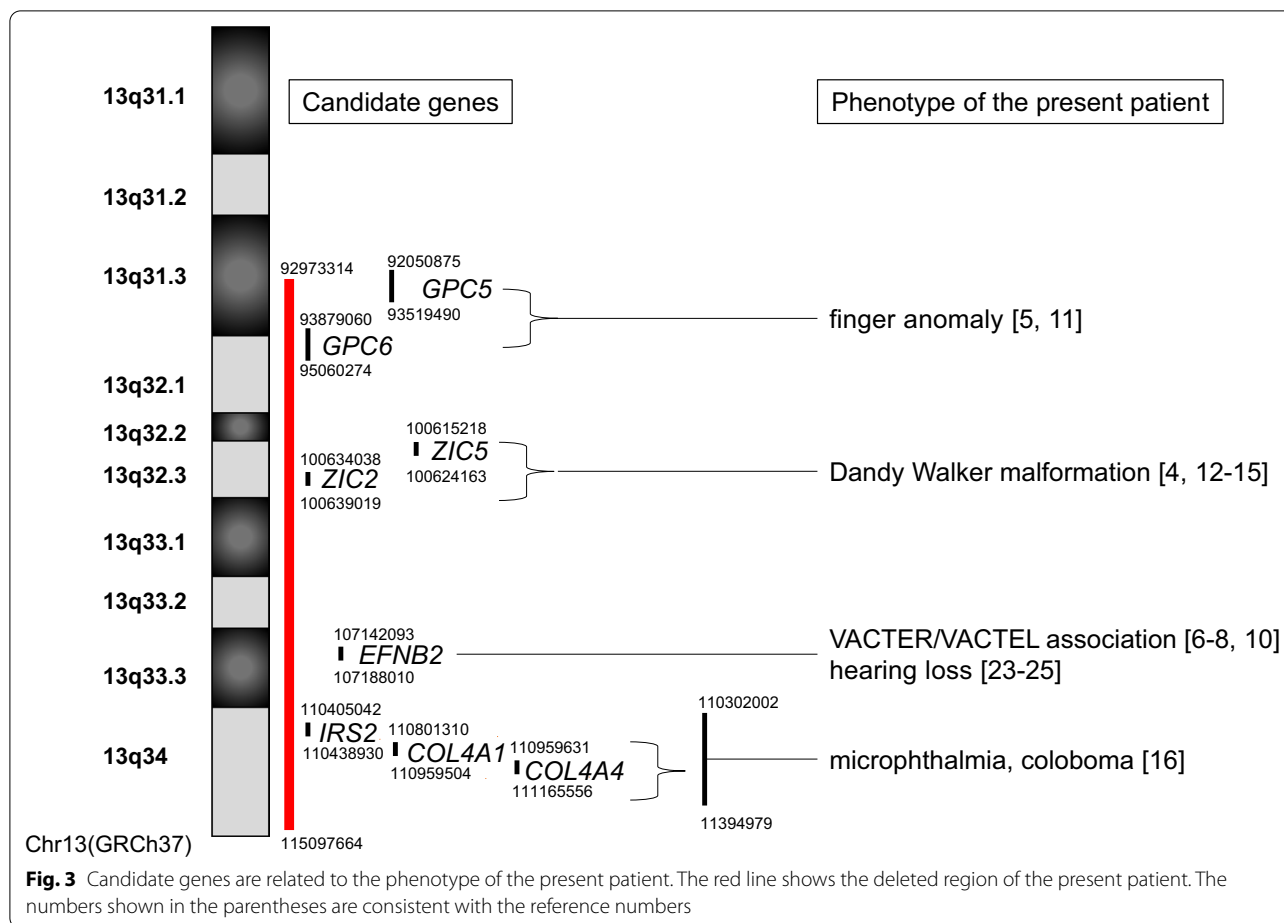 Candidate genes
Phenotype of the present patient
13q31.1
13q31.2
13q31.3
13q32.1
13q32.2
13q32.3
13q33.1
13q33.2
13q33.3
13q34
Chr13(GRCh37)
92973314
115097664
92050875
GPC5
93519490
93879060
GPC6
95060274
finger anomaly [5, 11]
100615218
ZIC5
100624163
100634038
ZIC2
100639019
Dandy Walker malformation [4, 12-15]
107142093
EFNB2
107188010
VACTER/VACTEL association [6-8, 10]
hearing loss [23-25]
110405042
IRS2
110438930
110801310
COL4A1
110959504
110959631
COL4A4
111165556
110302002
11394979
microphthalmia, coloboma [16]
Fig. 3 Candidate genes are related to the phenotype of the present patient. The red line shows the deleted region of the present patient. The
numbers shown in the parentheses are consistent with the reference numbers